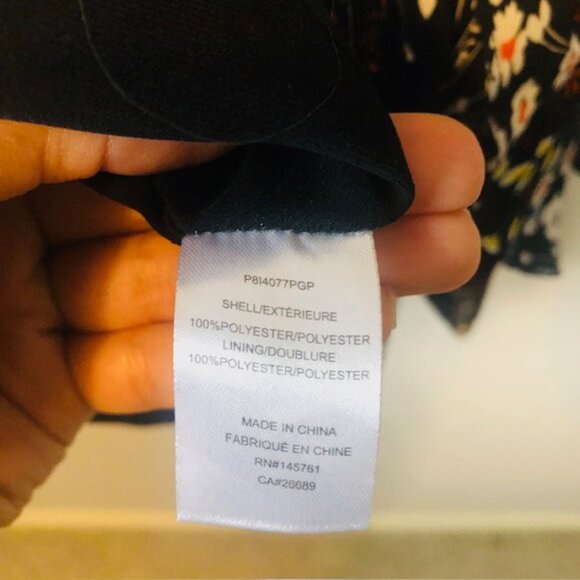 P8I4077PGP
SHELL/EXTÉRIEURE
100%POLYESTER/POLYESTER
LINING/DOUBLURE
100%POLYESTER/POLYESTER
MADE IN CHINA
FABRIQUÉ EN CHINE
RN#145761
CA#26689